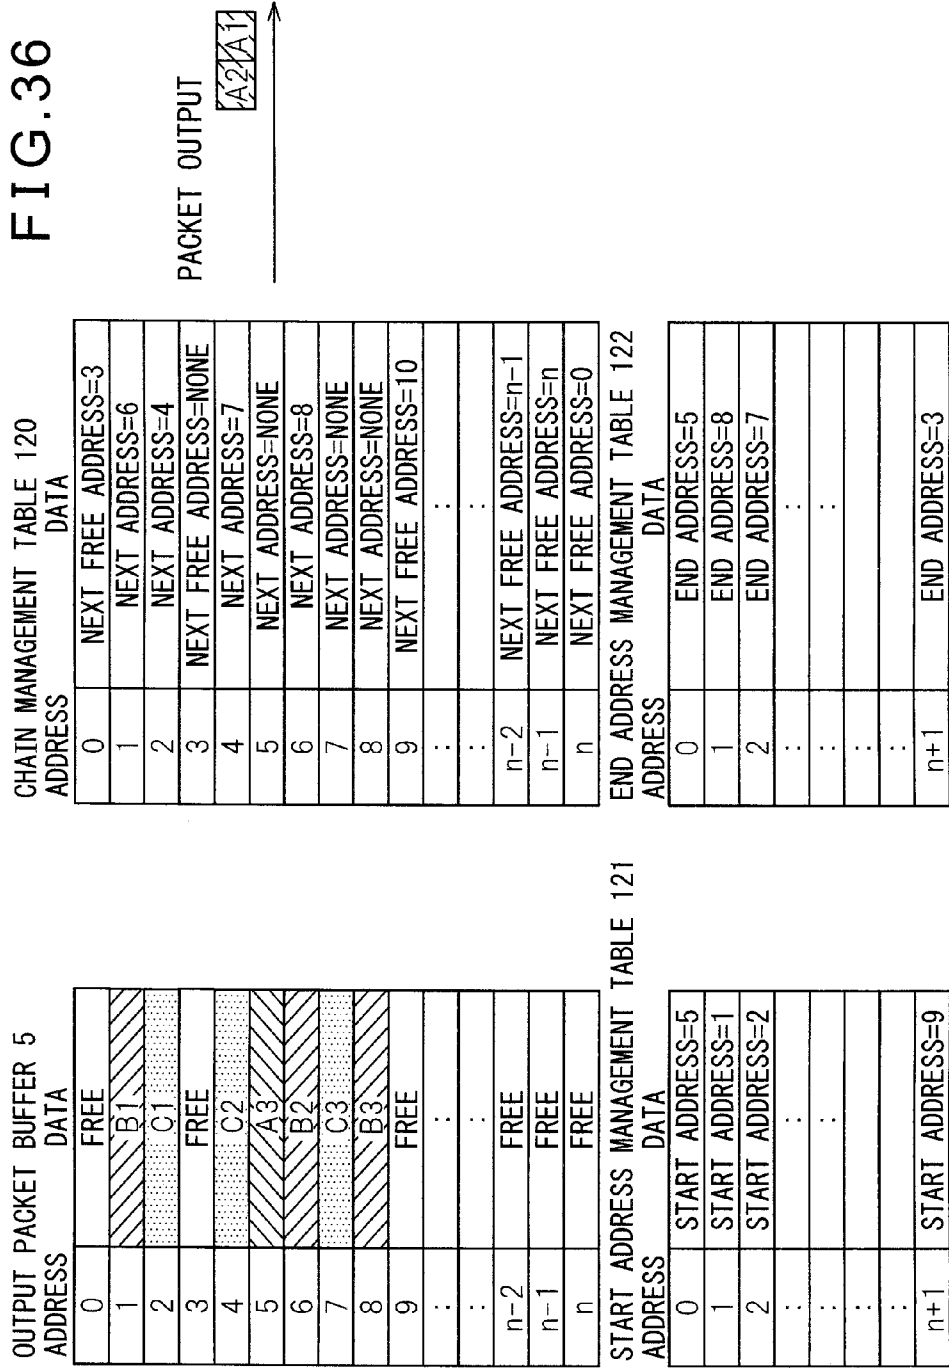 FIG.36
OUTPUT PACKET BUFFER 5
ADDRESS DATA
0 FREE
1 B1
2 C1
3 FREE
4 C2
5 A3
6 B2
7 C3
8 B3
9 FREE
: :
: :
n-2 FREE
n-1 FREE
n FREE
CHAIN MANAGEMENT TABLE 120
ADDRESS DATA
0 NEXT FREE ADDRESS=3
1 NEXT ADDRESS=6
2 NEXT ADDRESS=4
3 NEXT FREE ADDRESS=NONE
4 NEXT ADDRESS=7
5 NEXT ADDRESS=NONE
6 NEXT ADDRESS=8
7 NEXT ADDRESS=NONE
8 NEXT ADDRESS=NONE
9 NEXT FREE ADDRESS=10
: :
: :
n-2 NEXT FREE ADDRESS=n-1
n-1 NEXT FREE ADDRESS=n
n NEXT FREE ADDRESS=0
PACKET OUTPUT
A2 A1
START ADDRESS MANAGEMENT TABLE 121
ADDRESS DATA
0 START ADDRESS=5
1 START ADDRESS=1
2 START ADDRESS=2
: :
: :
:
:
n+1 START ADDRESS=9
END ADDRESS MANAGEMENT TABLE 122
ADDRESS DATA
0 END ADDRESS=5
1 END ADDRESS=8
2 END ADDRESS=7
: :
: :
:
:
n+1 END ADDRESS=3